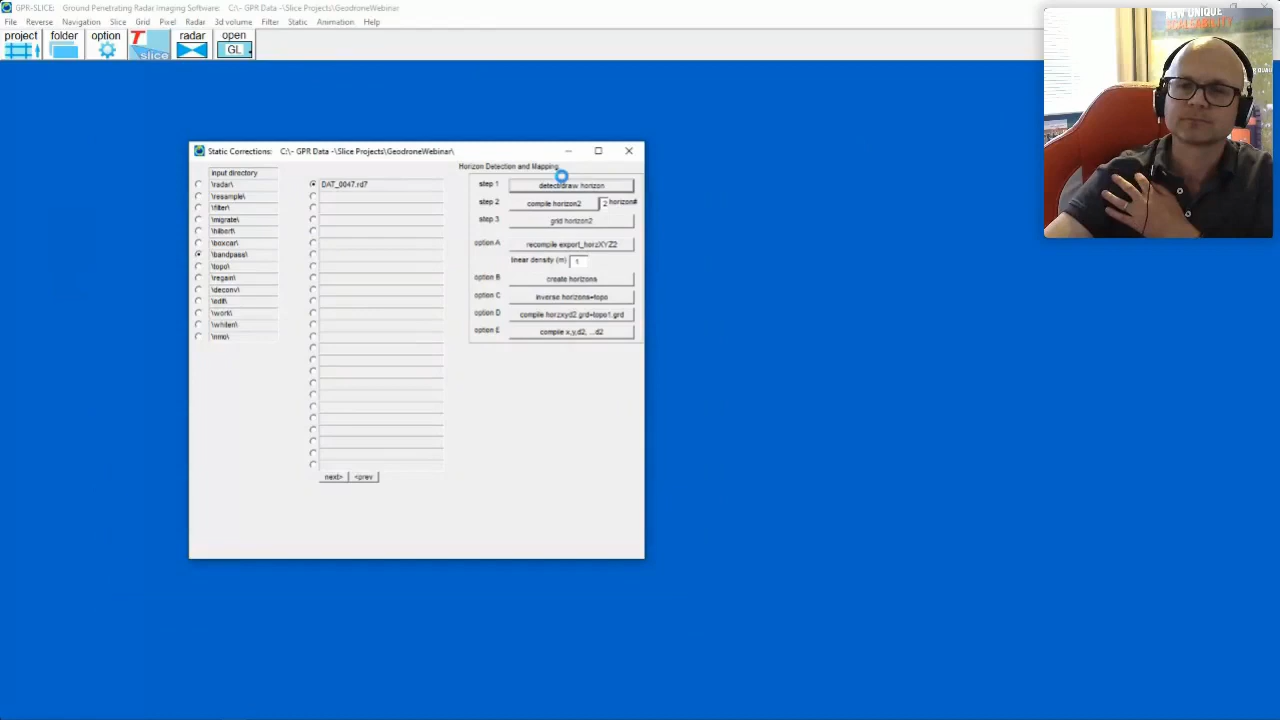 GPR-SLICE: Ground Penetrating Radar Imaging Software: C:\- GPR Data -\Slice Projects\GeodroneWebinar
File Reverse Navigation Slice Grid Pixel Radar 3d volume Filter Static Animation Help
project folder option T slice radar open GL
NEW UNIQUE
SCALABILITY
Static Corrections: C:\- GPR Data -\Slice Projects\GeodroneWebinar\
Input directory
\radar\
\resample\
\filter\
\migrate\
\hilbert\
\boxcar\
\bandpass\
\topo\
\regain\
\deconv\
\edit\
\work\
\whiten\
\nmo\
DAT_0047.rd7
next> <prev
Horizon Detection and Mapping
step 1 detect/draw horizon
step 2 compile horizon2 2 horizon#
step 3 grid horizon2
option A recompile export_horzXYZ2
linear density (m) 1
option B create horizons
option C inverse horizons=topo
option D compile horzxyd2.grd=topo1.grd
option E compile x,y,d2, ...d2